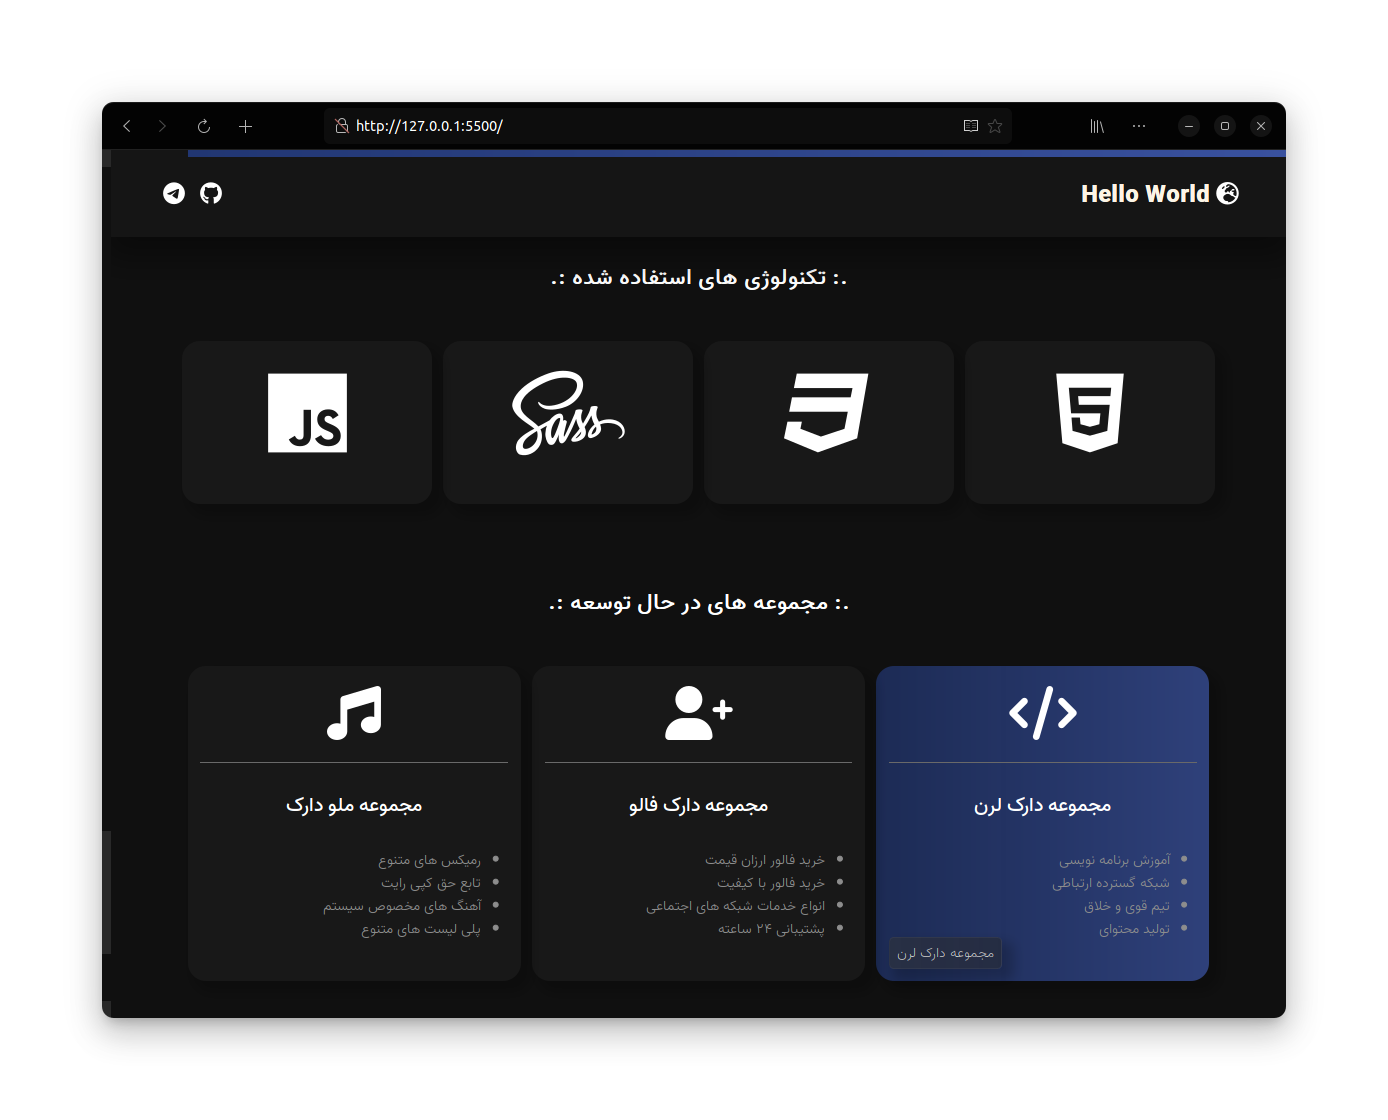 http://127.0.0.1:5500/
Hello World
.: تکنولوژی های استفاده شده :.
JS
Sass
5
.: مجموعه های در حال توسعه :.
مجموعه دارک لرن
آموزش برنامه نویسی
شبکه گسترده ارتباطی
تیم قوی و خلاق
تولید محتوای
مجموعه دارک لرن
مجموعه دارک فالو
خرید فالور ارزان قیمت
خرید فالور با کیفیت
انواع خدمات شبکه های اجتماعی
پشتیبانی ۲۴ ساعته
مجموعه ملو دارک
رمیکس های متنوع
تابع حق کپی رایت
آهنگ های مخصوص سیستم
پلی لیست های متنوع